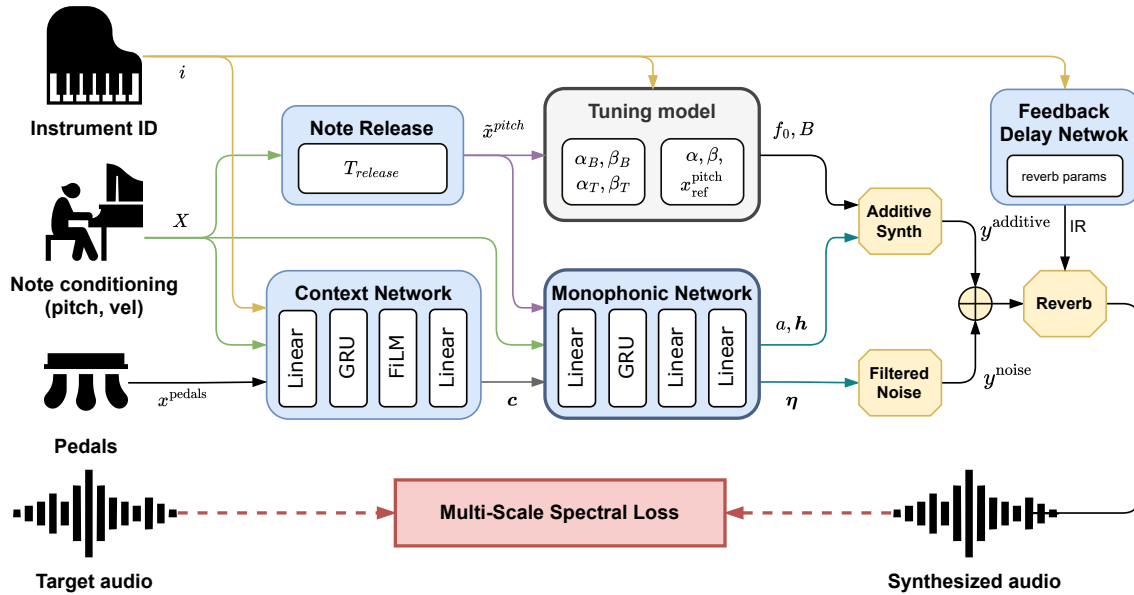 i
Instrument ID
Note Release
T_release
x̃^pitch
Tuning model
α_B, β_B
α_T, β_T
α, β,
x_ref^pitch
f_0, B
Feedback
Delay Netwok
reverb params
X
Note conditioning
(pitch, vel)
Additive
Synth
y^additive
IR
Context Network
Linear
GRU
FiLM
Linear
Monophonic Network
Linear
GRU
Linear
Linear
a, h
Reverb
x^pedals
c
η
Filtered
Noise
y^noise
Pedals
Multi-Scale Spectral Loss
Target audio
Synthesized audio